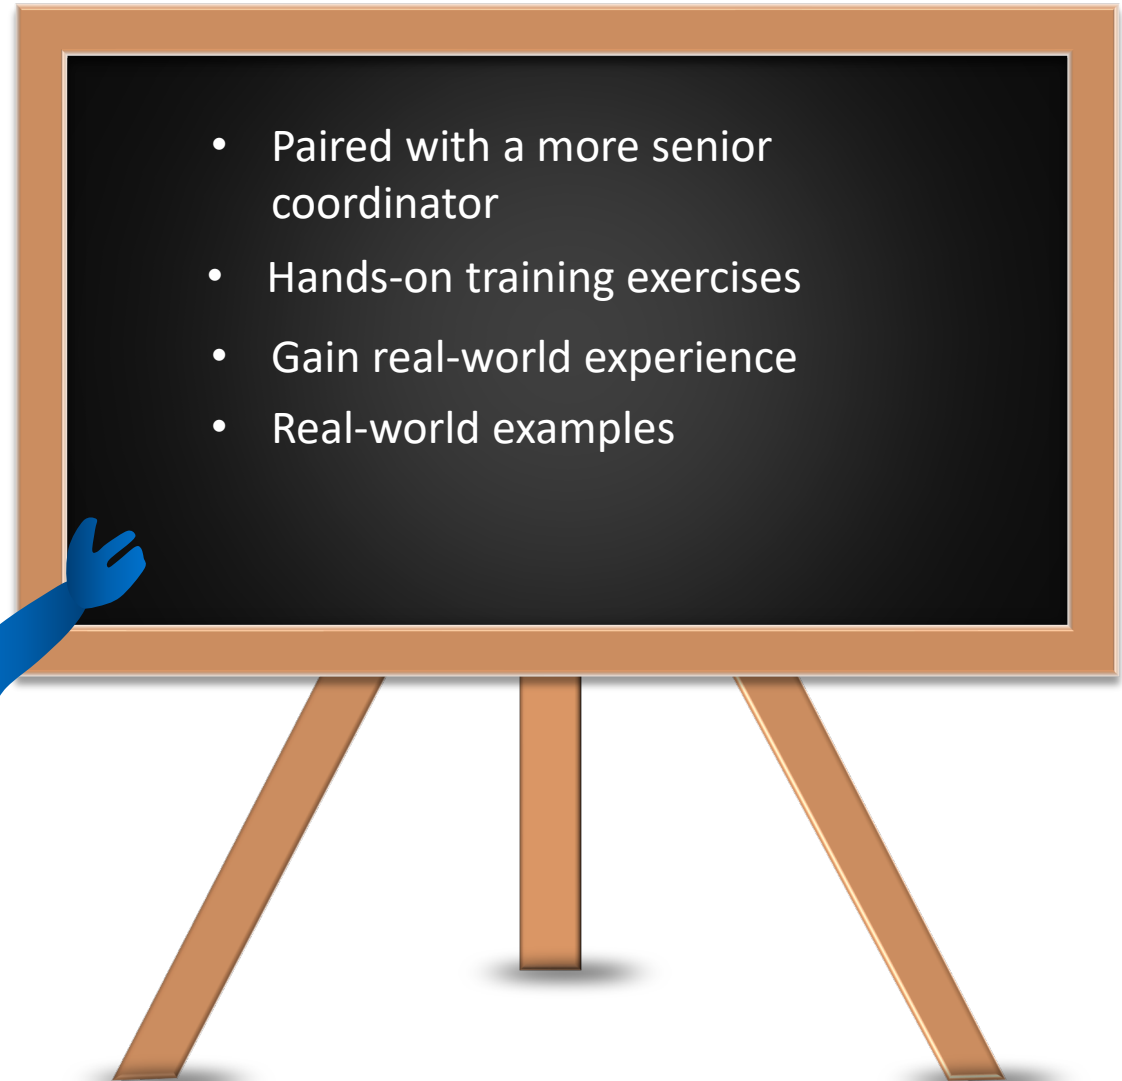 • Paired with a more senior
coordinator
• Hands-on training exercises
• Gain real-world experience
• Real-world examples